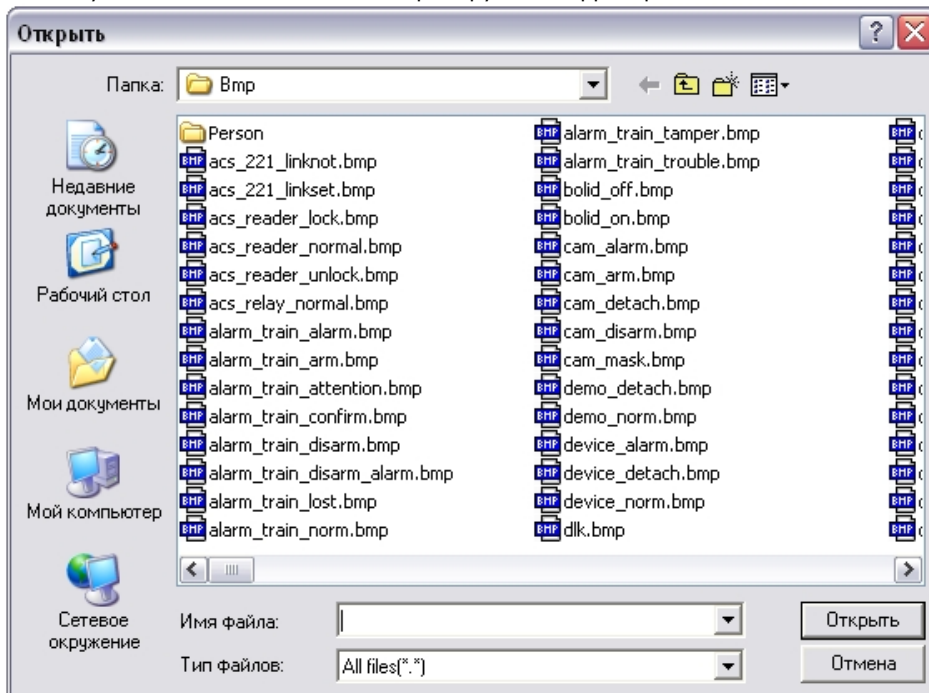 Открыть
Папка:
Bmp
Недавние документы
Рабочий стол
Мои документы
Мой компьютер
Сетевое окружение
Person
acs_221_linknot.bmp
acs_221_linkset.bmp
acs_reader_lock.bmp
acs_reader_normal.bmp
acs_reader_unlock.bmp
acs_relay_normal.bmp
alarm_train_alarm.bmp
alarm_train_arm.bmp
alarm_train_attention.bmp
alarm_train_confirm.bmp
alarm_train_disarm.bmp
alarm_train_disarm_alarm.bmp
alarm_train_lost.bmp
alarm_train_norm.bmp
alarm_train_tamper.bmp
alarm_train_trouble.bmp
bolid_off.bmp
bolid_on.bmp
cam_alarm.bmp
cam_arm.bmp
cam_detach.bmp
cam_disarm.bmp
cam_mask.bmp
demo_detach.bmp
demo_norm.bmp
device_alarm.bmp
device_detach.bmp
device_norm.bmp
dlk.bmp
Имя файла:
Открыть
Тип файлов:
All files(*.*)
Отмена